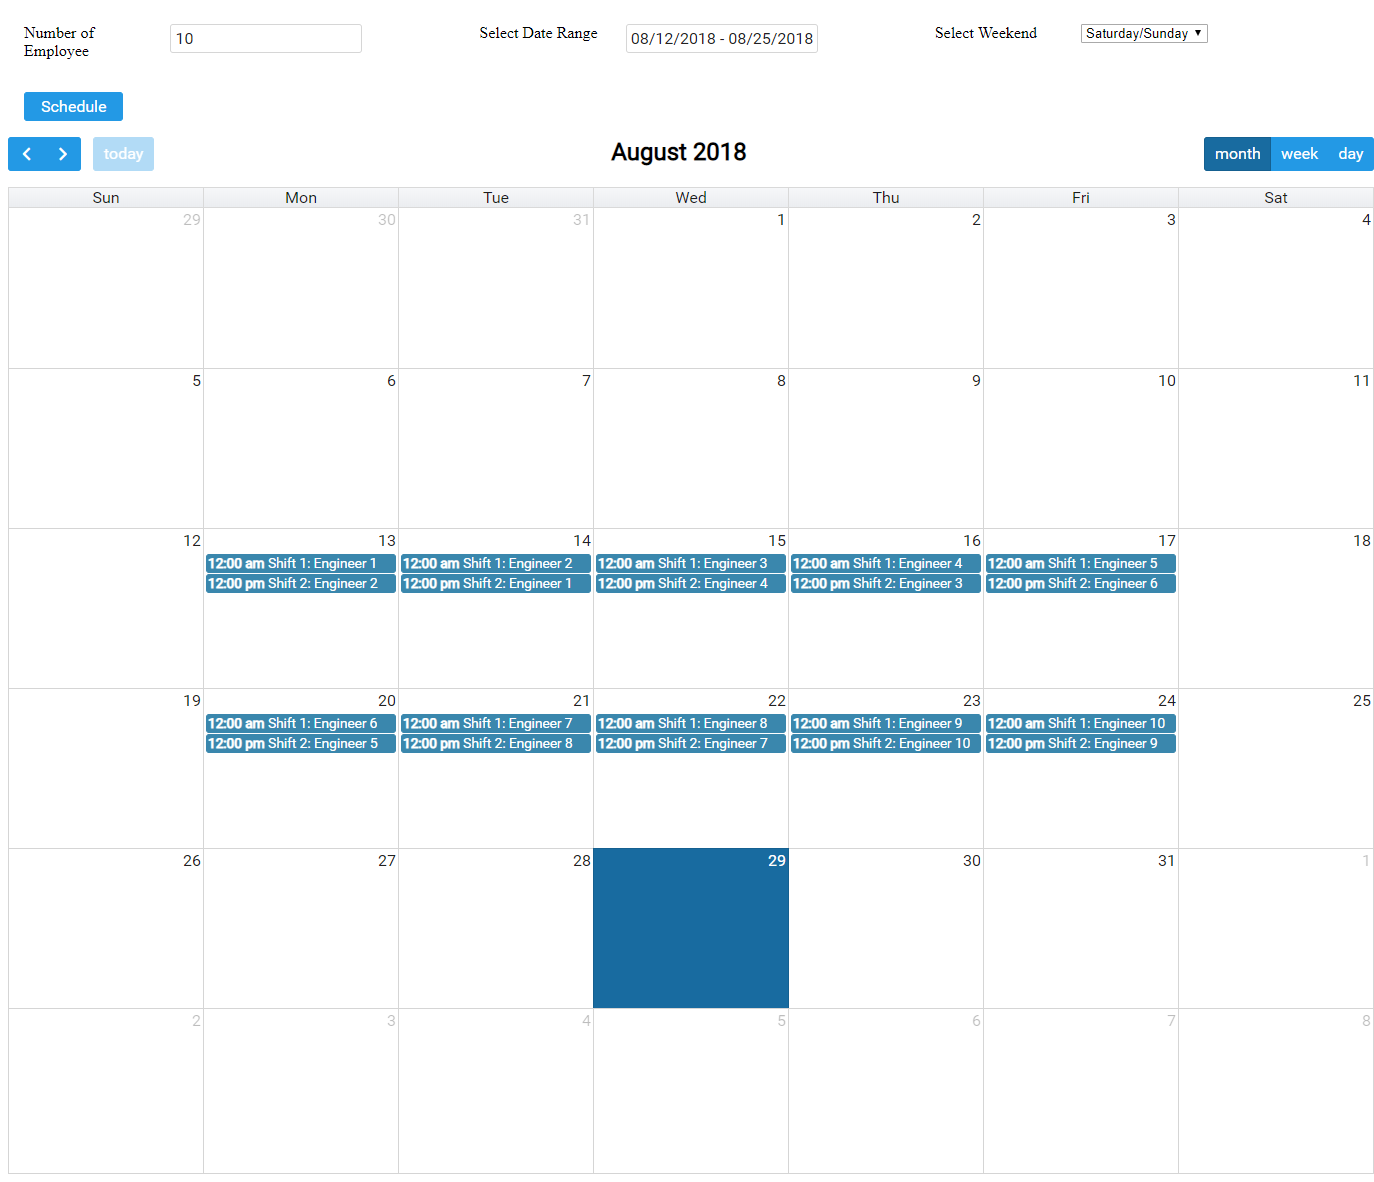 Number of
Employee
10
Select Date Range
08/12/2018 - 08/25/2018
Select Weekend
Saturday/Sunday
Schedule
today
August 2018
month week day
Sun Mon Tue Wed Thu Fri Sat
29 30 31 1 2 3 4
5 6 7 8 9 10 11
12 13 14 15 16 17 18
12:00 am Shift 1: Engineer 1 12:00 am Shift 1: Engineer 2 12:00 am Shift 1: Engineer 3 12:00 am Shift 1: Engineer 4 12:00 am Shift 1: Engineer 5
12:00 pm Shift 2: Engineer 2 12:00 pm Shift 2: Engineer 1 12:00 pm Shift 2: Engineer 4 12:00 pm Shift 2: Engineer 3 12:00 pm Shift 2: Engineer 6
19 20 21 22 23 24 25
12:00 am Shift 1: Engineer 6 12:00 am Shift 1: Engineer 7 12:00 am Shift 1: Engineer 8 12:00 am Shift 1: Engineer 9 12:00 am Shift 1: Engineer 10
12:00 pm Shift 2: Engineer 5 12:00 pm Shift 2: Engineer 8 12:00 pm Shift 2: Engineer 7 12:00 pm Shift 2: Engineer 10 12:00 pm Shift 2: Engineer 9
26 27 28 29 30 31 1
2 3 4 5 6 7 8